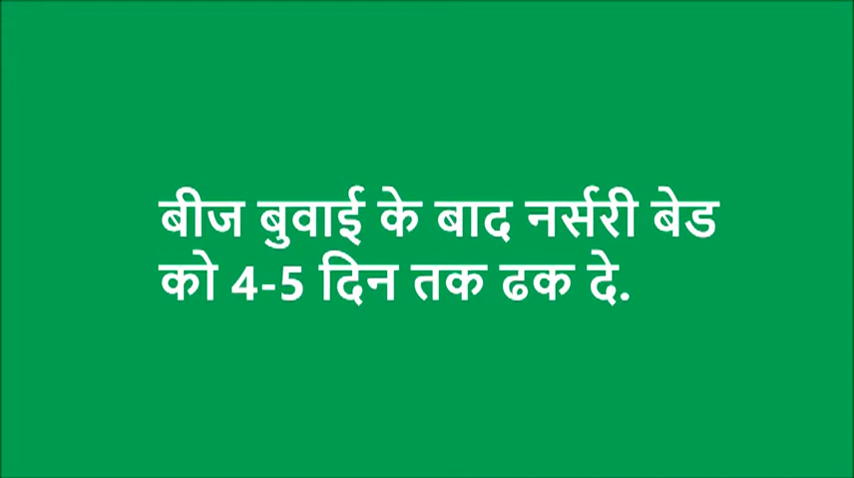 बीज बुवाई के बाद नर्सरी बेड
को 4-5 दिन तक ढक दे.